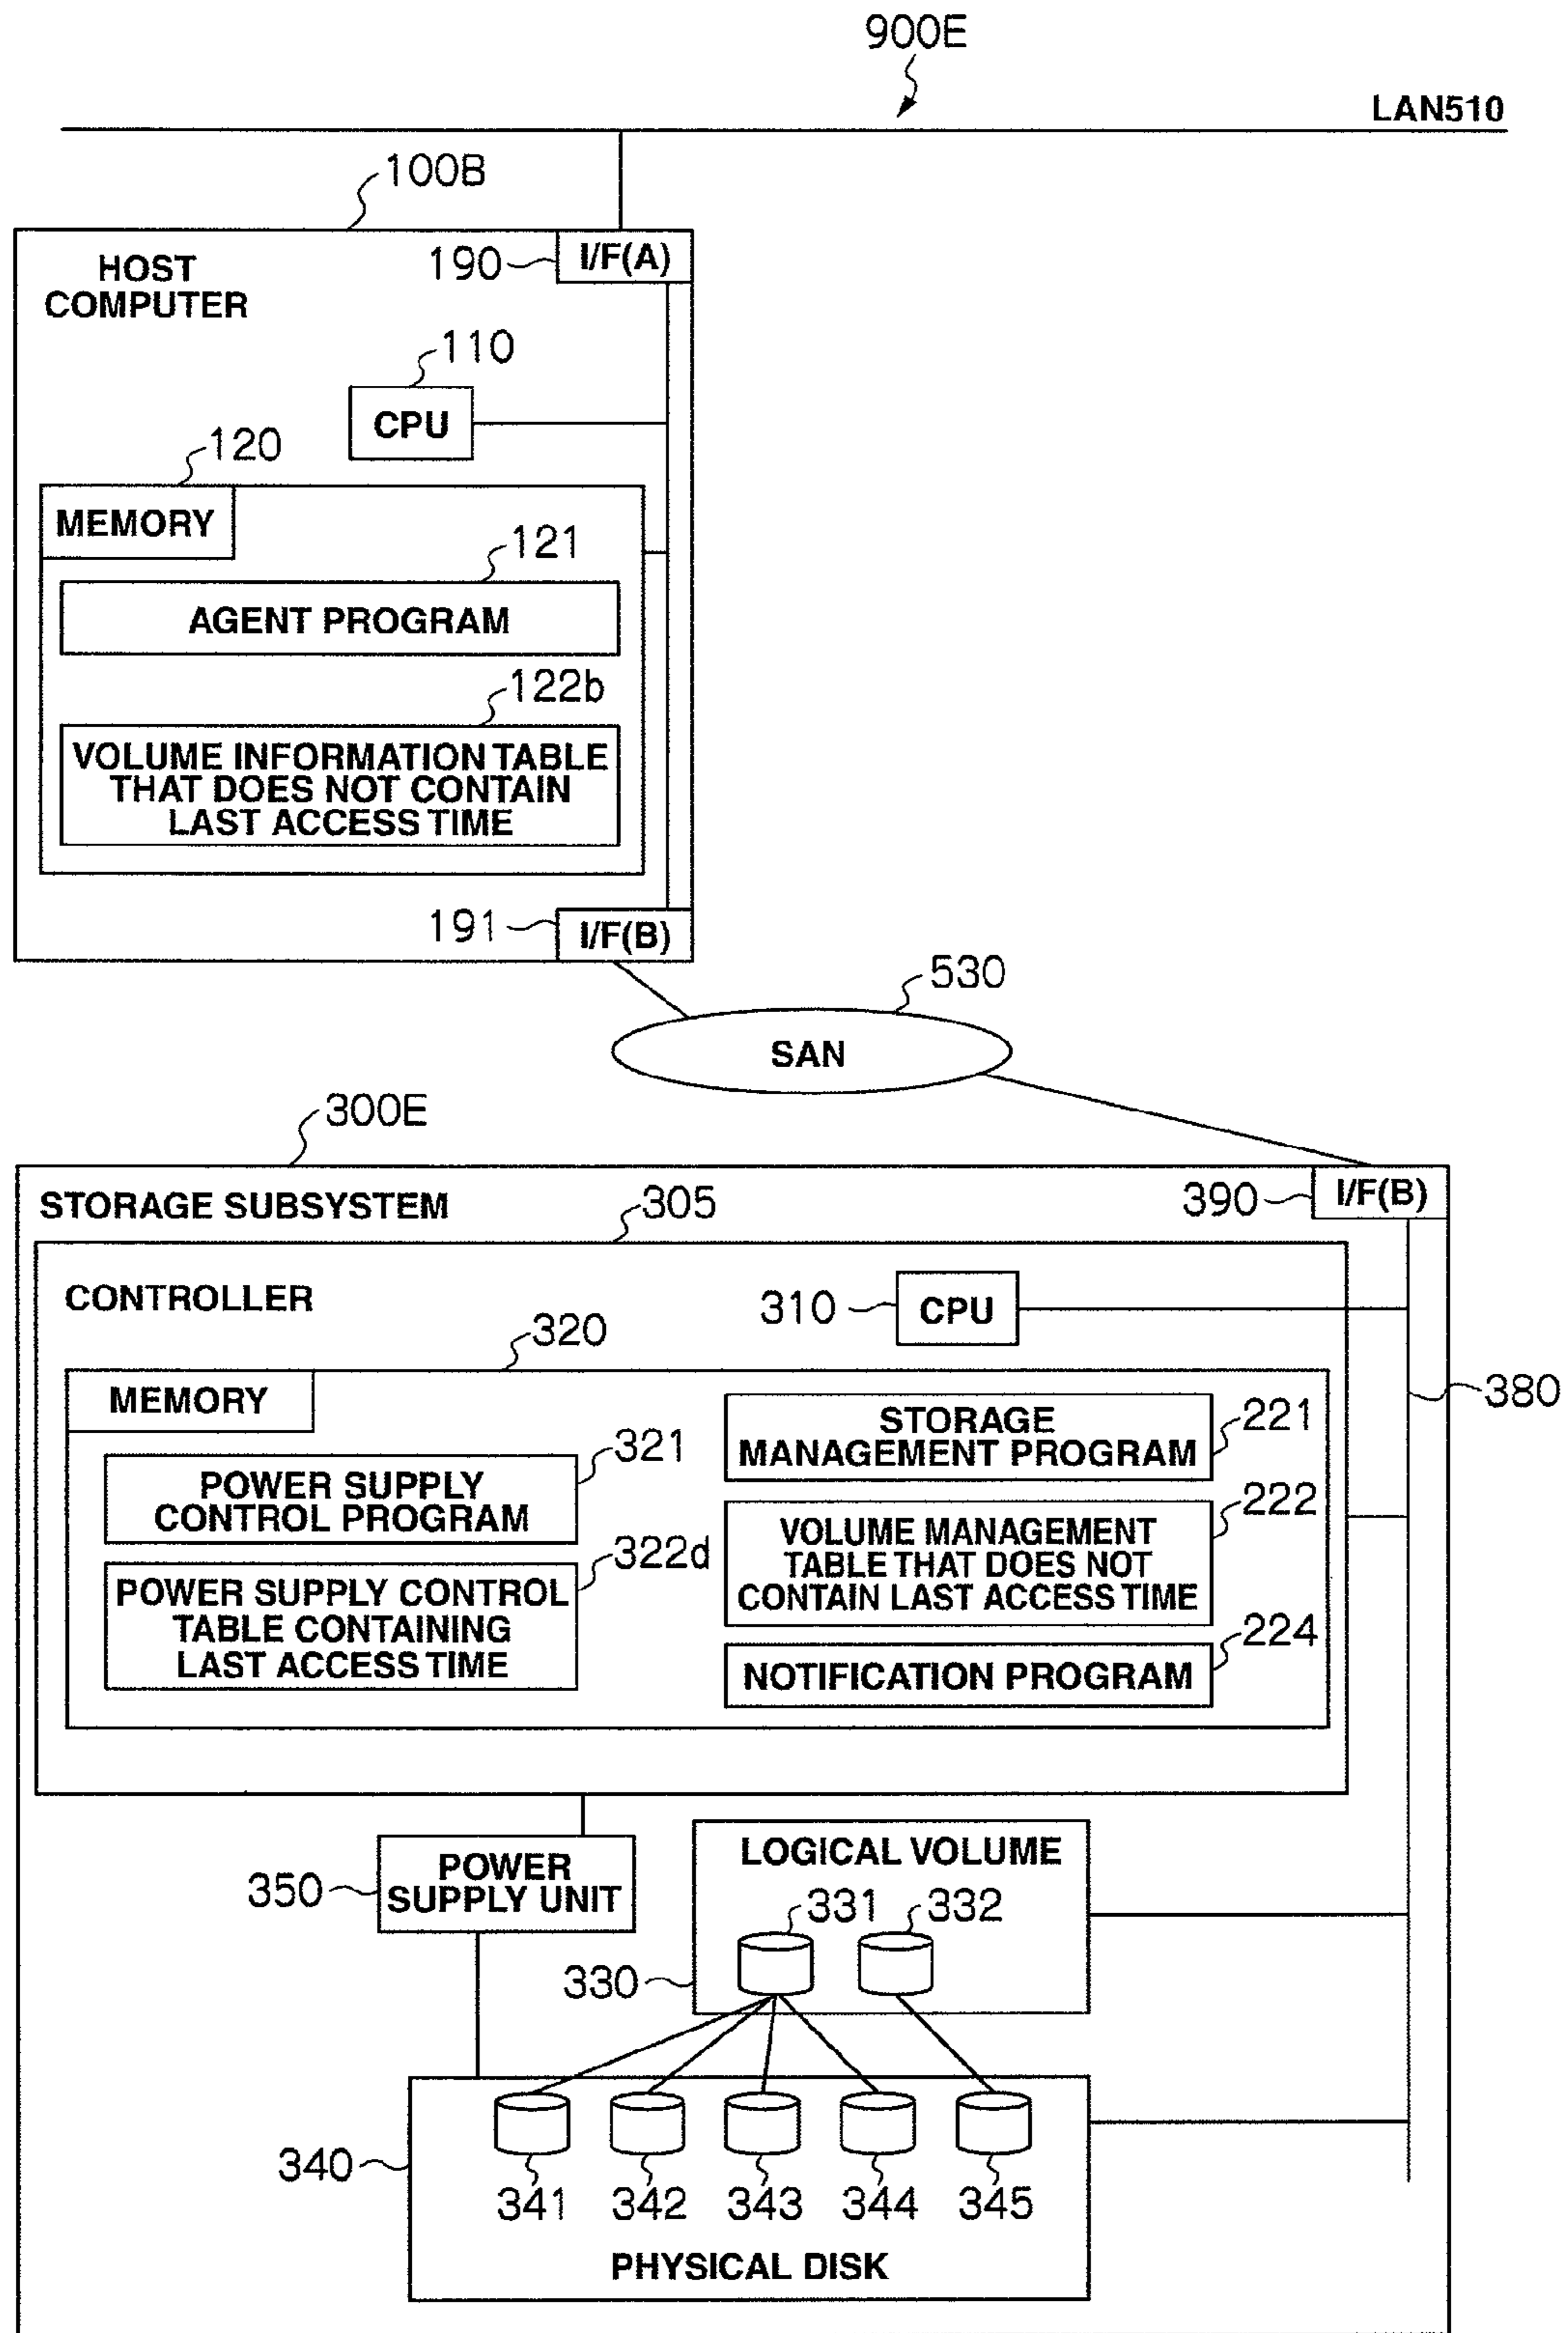 900E
LAN510
100B
190
I/F(A)
HOST
COMPUTER
110
CPU
120
MEMORY
121
AGENT PROGRAM
122b
VOLUME INFORMATION TABLE
THAT DOES NOT CONTAIN
LAST ACCESS TIME
191
I/F(B)
530
SAN
300E
STORAGE SUBSYSTEM
305
390
I/F(B)
CONTROLLER
310
CPU
320
MEMORY
380
STORAGE
MANAGEMENT PROGRAM
221
321
POWER SUPPLY
CONTROL PROGRAM
222
VOLUME MANAGEMENT
TABLE THAT DOES NOT
CONTAIN LAST ACCESS TIME
322d
POWER SUPPLY CONTROL
TABLE CONTAINING
LAST ACCESS TIME
224
NOTIFICATION PROGRAM
350
POWER
SUPPLY UNIT
LOGICAL VOLUME
331
332
330
340
341
342
343
344
345
PHYSICAL DISK